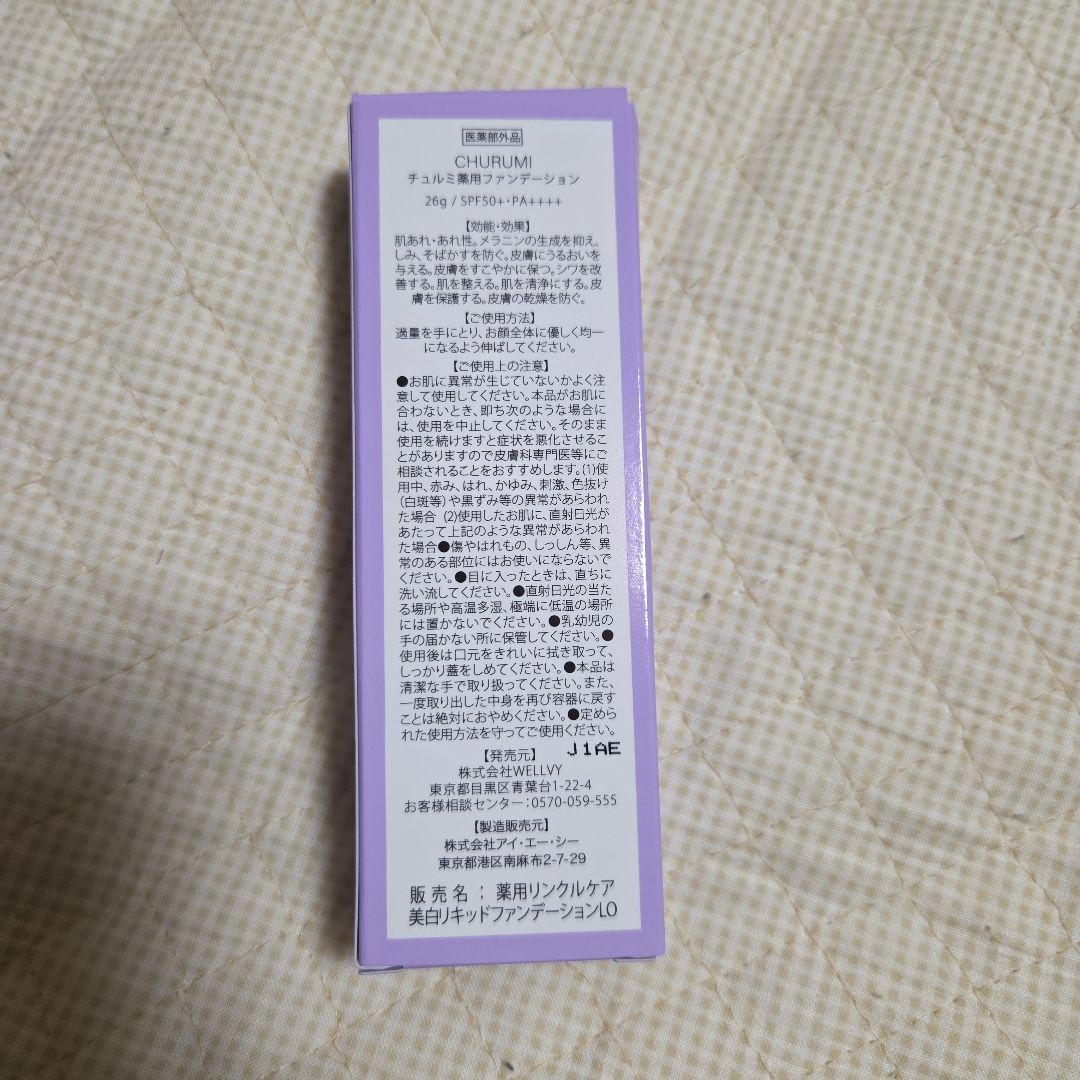 医薬部外品
CHURUMI
チュルミ薬用ファンデーション
26g / SPF50+・PA++++
【効能・効果】
肌あれ・あれ性。メラニンの生成を抑え、
しみ、そばかすを防ぐ。皮膚にうるおいを
与える。皮膚をすこやかに保つ。シワを改
善する。肌を整える。肌を清浄にする。皮
膚を保護する。皮膚の乾燥を防ぐ。
【ご使用方法】
適量を手にとり、お顔全体に優しく均一
になるよう伸ばしてください。
【ご使用上の注意】
●お肌に異常が生じていないかよく注
意して使用してください。本品がお肌に
合わないとき、即ち次のような場合に
は、使用を中止してください。そのまま
使用を続けますと症状を悪化させるこ
とがありますので皮膚科専門医等にご
相談されることをおすすめします。(1)使
用中、赤み、はれ、かゆみ、刺激、色抜け
(白斑等)や黒ずみ等の異常があらわれ
た場合 (2)使用したお肌に、直射日光が
あたって上記のような異常があらわれ
た場合●傷やはれもの、しっしん等、異
常のある部位にはお使いにならないで
ください。●目に入ったときは、直ちに
洗い流してください。●直射日光の当た
る場所や高温多湿、極端に低温の場所
には置かないでください。●乳幼児の
手の届かない所に保管してください。●
使用後は口元をきれいに拭き取って、
しっかり蓋をしめてください。●本品は
清潔な手で取り扱ってください。また、
一度取り出した中身を再び容器に戻す
ことは絶対におやめください。●定めら
れた使用方法を守ってご使用ください。
J1AE
【発売元】
株式会社WELLVY
東京都目黒区青葉台1-22-4
お客様相談センター：0570-059-555
【製造販売元】
株式会社アイ・エー・シー
東京都港区南麻布2-7-29
販売名：薬用リンクルケア
美白リキッドファンデーションLO